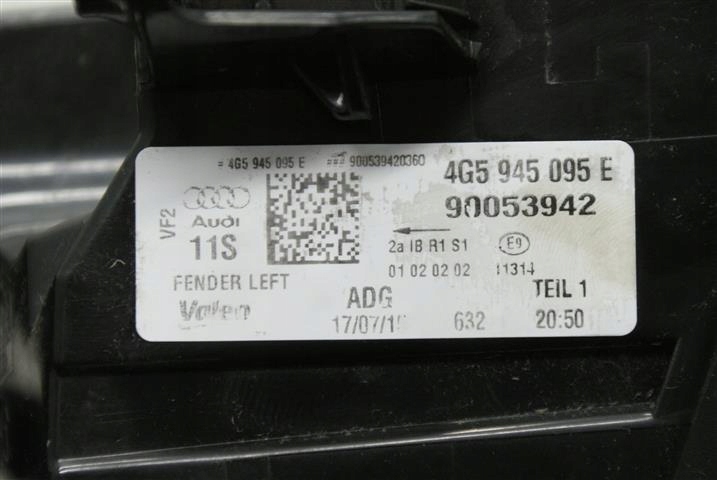 = 4G5 945 095 E ### 900539420360
4G5 945 095 E
90053942
VF2
Audi
11S
2a IB R1 S1 E9
01 02 02 02 11314
FENDER LEFT
Valeo
ADG
TEIL 1
632 20:50